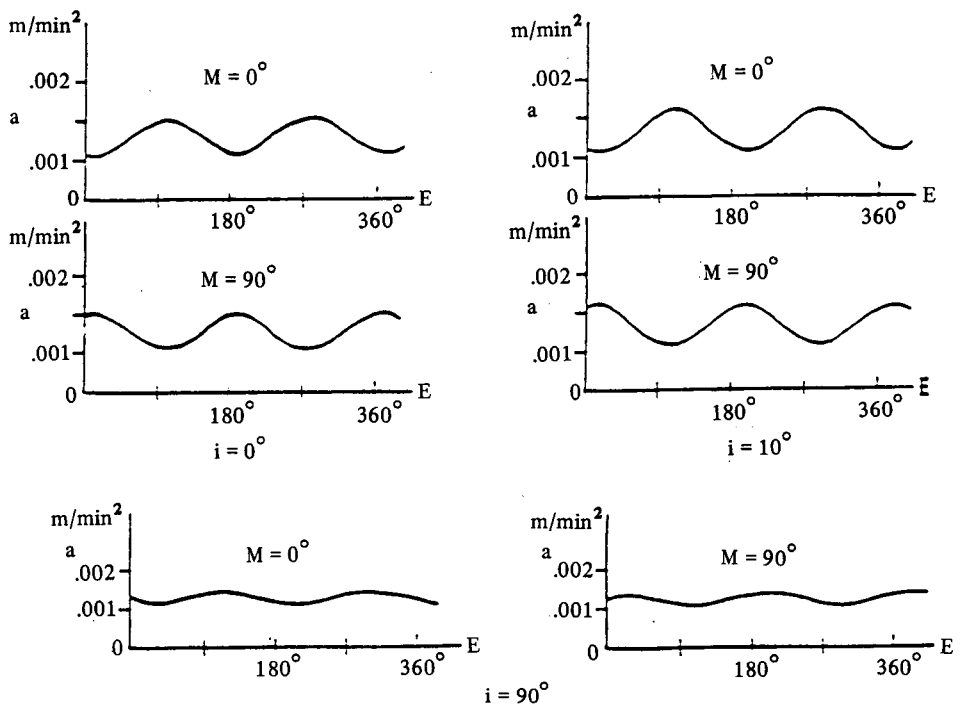 m/min²
.002
M = 0°
a
.001
0
180°
360°
E
m/min²
.002
M = 0°
a
.001
0
180°
360°
E
m/min²
.002
M = 90°
a
.001
0
180°
360°
E
i = 0°
m/min²
.002
M = 90°
a
.001
0
180°
360°
E
i = 10°
m/min²
a
M = 0°
.002
.001
0
180°
360°
E
m/min²
a
M = 90°
.002
.001
0
180°
360°
E
i = 90°